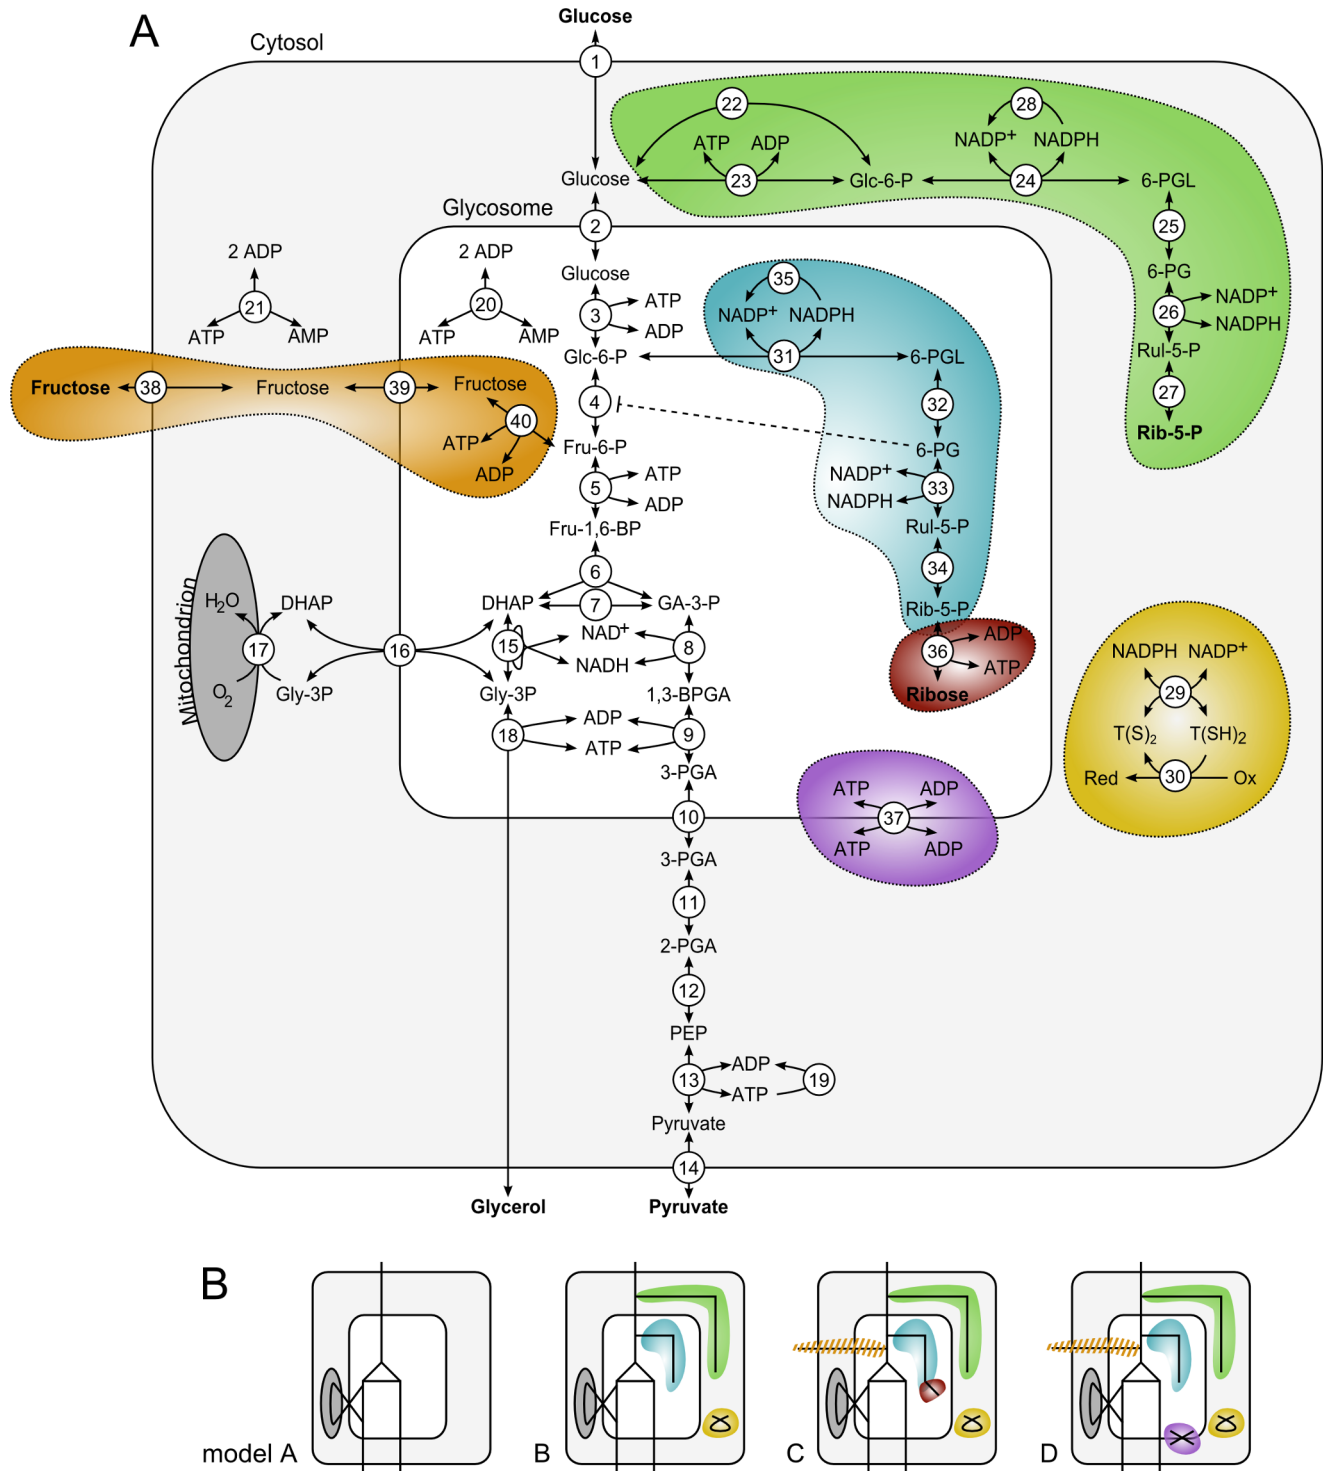 A
Glucose
Cytosol
1
22
28
ATP ADP
NADP+ NADPH
Glucose
23
Glc-6-P
24
6-PGL
Glycosome
2
25
2 ADP
2 ADP
Glucose
35
6-PG
21
20
3
ATP
ADP
NADP+ NADPH
26
NADP+
NADPH
ATP
AMP
ATP
AMP
Glc-6-P
31
6-PGL
Rul-5-P
Fructose
38
Fructose
39
Fructose
4
32
27
40
ATP
ADP
Fru-6-P
6-PG
Rib-5-P
5
ATP
ADP
NADP+
NADPH
33
Fru-1,6-BP
Rul-5-P
Mitochondrion
6
34
H2O
DHAP
DHAP
7
GA-3-P
Rib-5-P
17
16
15
NAD+
NADH
8
36
ADP
ATP
NADPH NADP+
O2
Gly-3P
Gly-3P
1,3-BPGA
Ribose
29
18
ADP
ATP
9
T(S)2
T(SH)2
3-PGA
Red
30
Ox
10
ATP
ADP
37
ATP
ADP
3-PGA
11
2-PGA
12
PEP
13
ADP
ATP
19
Pyruvate
14
Glycerol
Pyruvate
B
model A
B
C
D